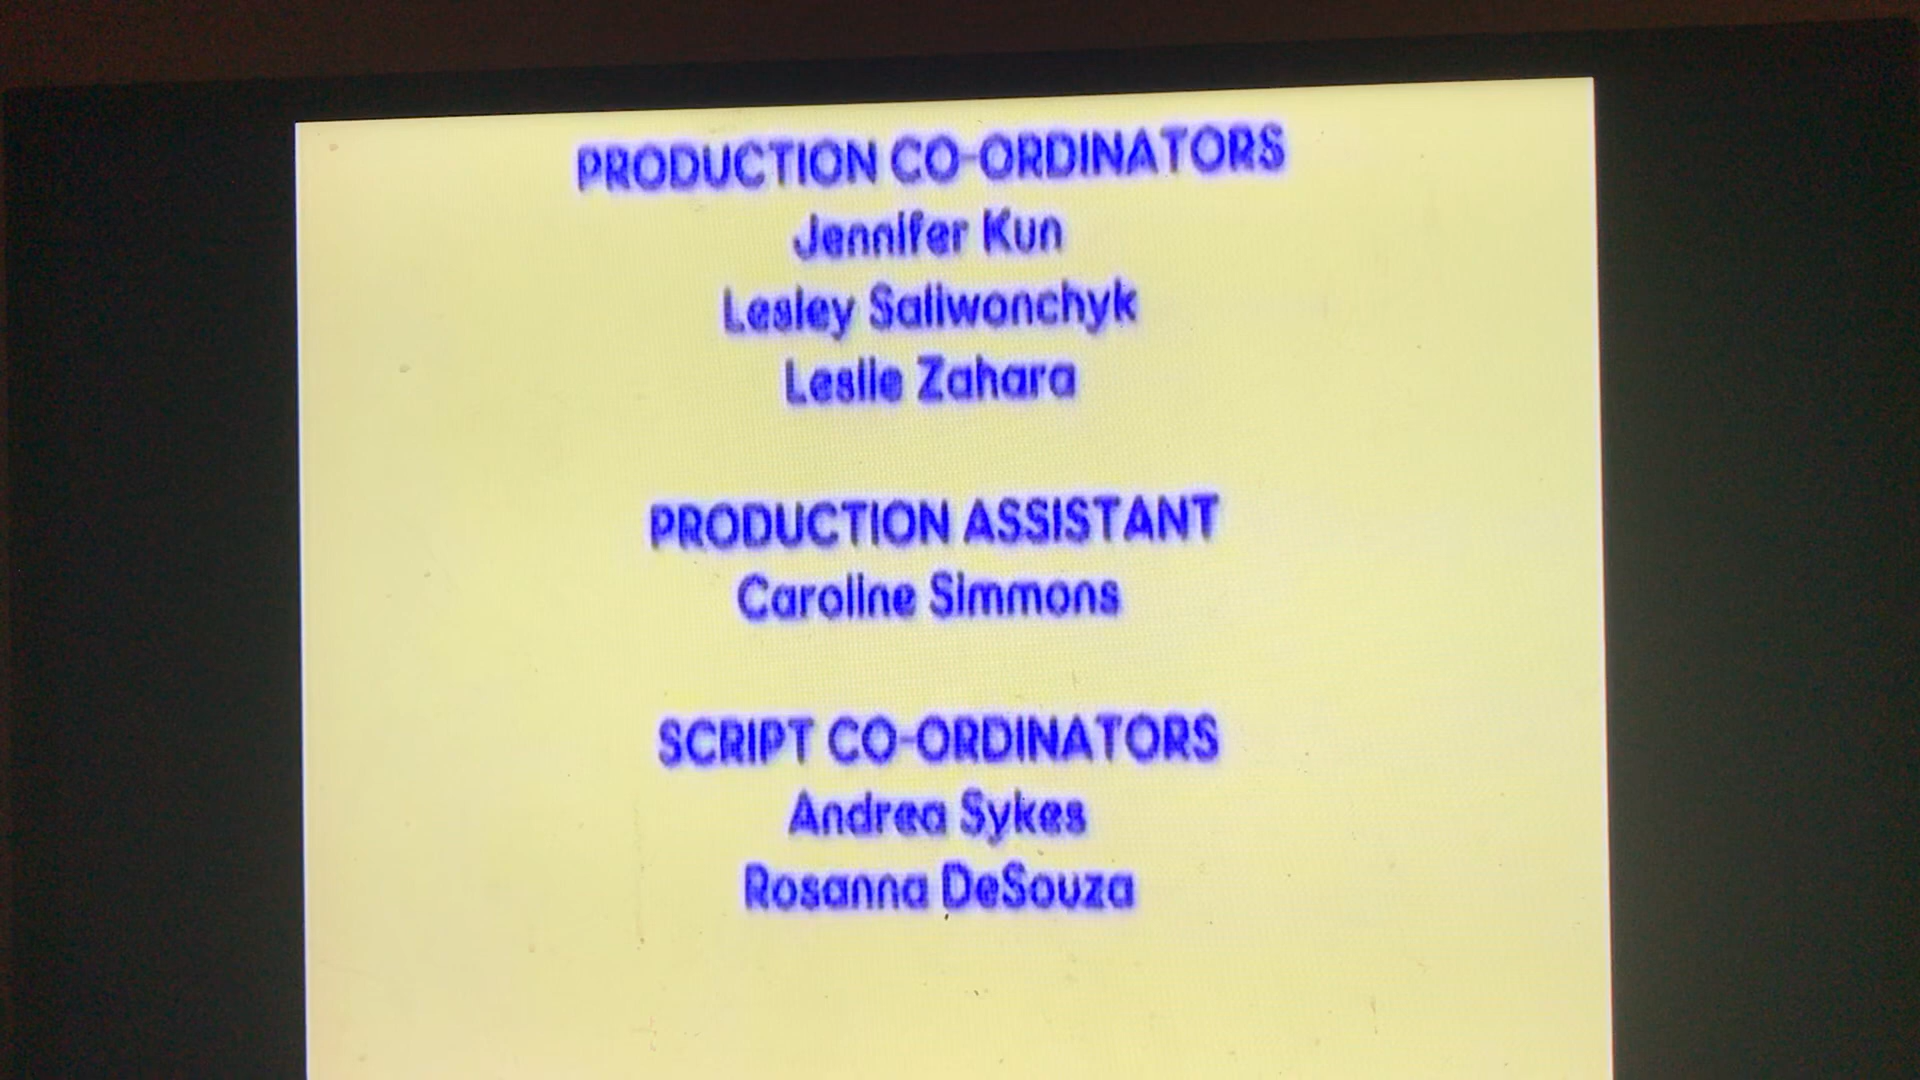 PRODUCTION CO-ORDINATORS
Jennifer Kun
Lesley Saliwonchyk
Leslie Zahara
PRODUCTION ASSISTANT
Caroline Simmons
SCRIPT CO-ORDINATORS
Andrea Sykes
Rosanna DeSouza